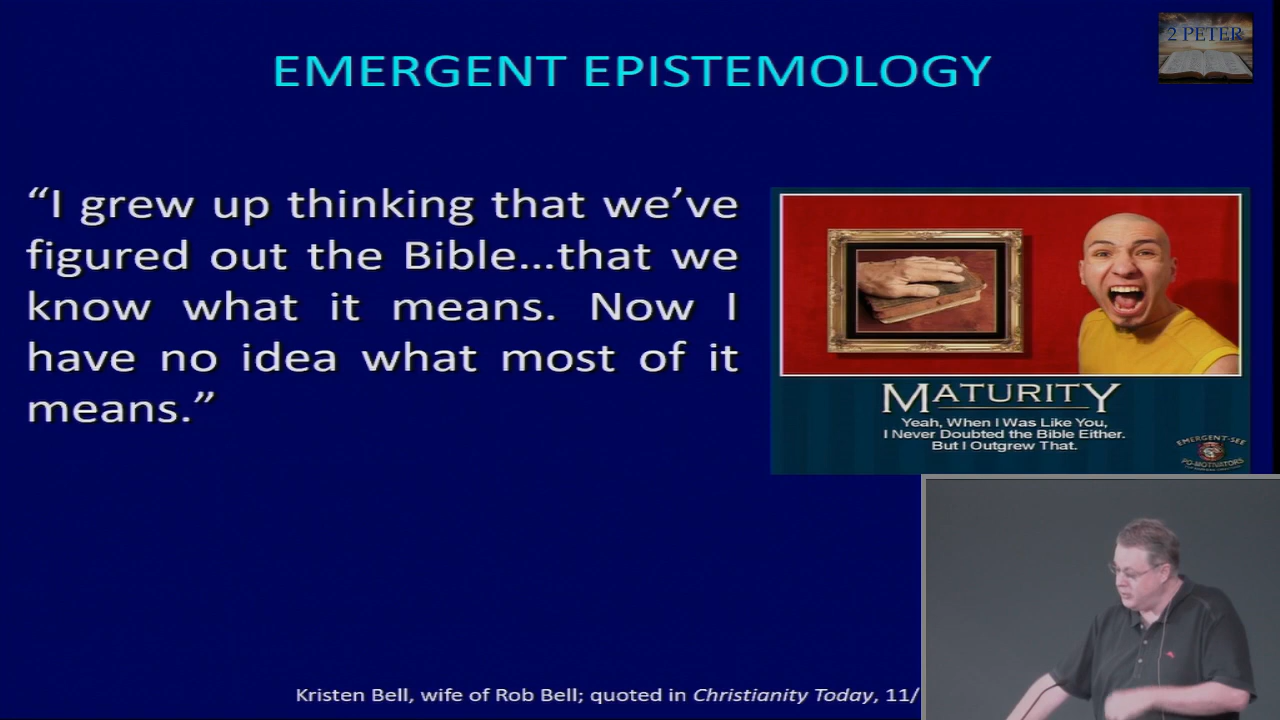 2 PETER
EMERGENT EPISTEMOLOGY
“I grew up thinking that we’ve
figured out the Bible...that we
know what it means. Now I
have no idea what most of it
means.”
MATURITY
Yeah, When I Was Like You,
I Never Doubted the Bible Either.
But I Outgrew That.
EMERGENT-SEE
PO-MOTIVATORS
Kristen Bell, wife of Rob Bell; quoted in Christianity Today, 11/